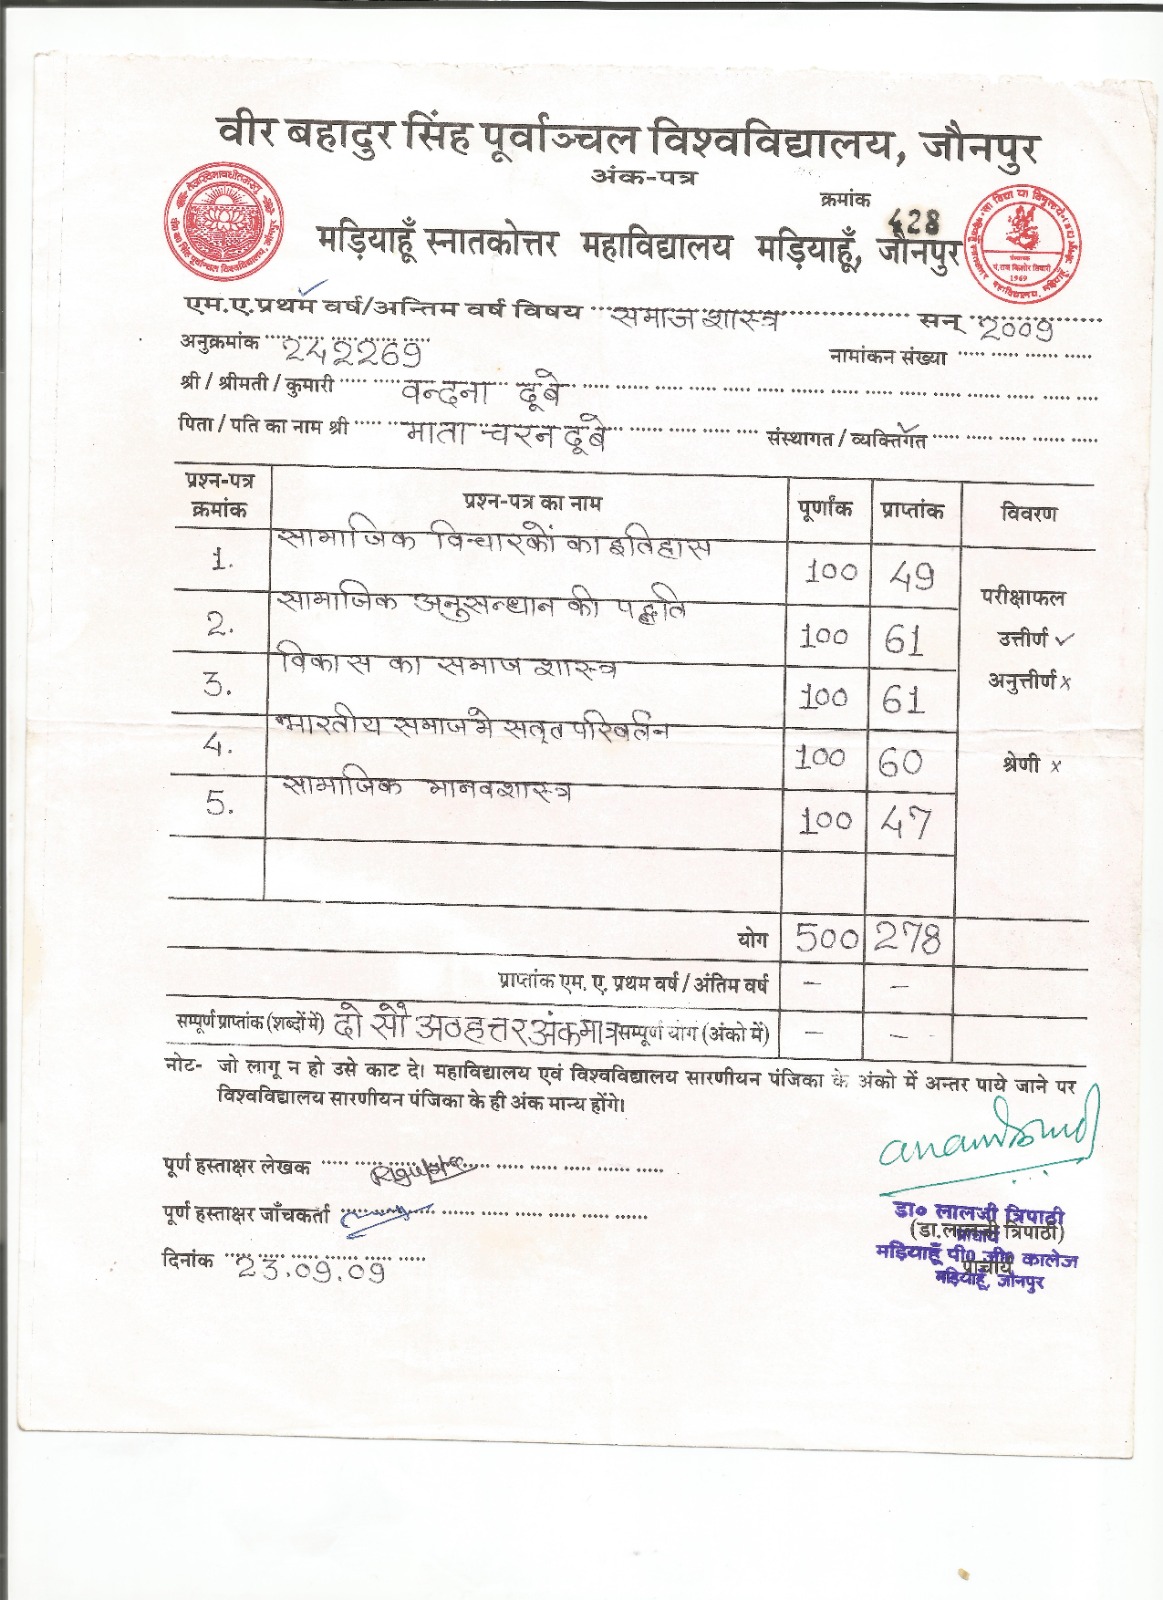 वीर बहादुर सिंह पूर्वाञ्चल विश्वविद्यालय, जौनपुर
अंक-पत्र
क्रमांक
428
मड़ियाहूँ स्नातकोत्तर महाविद्यालय मड़ियाहूँ, जौनपुर
1969
एम.ए.प्रथम वर्ष/अन्तिम वर्ष विषय समाज शास्त्र सन् 2009
अनुक्रमांक 242269 नामांकन संख्या
श्री / श्रीमती / कुमारी वन्दना दूबे
पिता / पति का नाम श्री माता चरन दूबे संस्थागत / व्यक्तिगत
प्रश्न-पत्र क्रमांक प्रश्न-पत्र का नाम पूर्णांक प्राप्तांक विवरण
1. सामाजिक विचारकों का इतिहास 100 49
परीक्षाफल
2. सामाजिक अनुसन्धान की पद्धति 100 61
उत्तीर्ण ✓
3. विकास का समाज शास्त्र 100 61
अनुत्तीर्ण x
4. भारतीय समाज मे सतत परिवर्तन 100 60
श्रेणी x
5. सामाजिक मानवशास्त्र 100 47
योग 500 278
प्राप्तांक एम. ए. प्रथम वर्ष / अंतिम वर्ष – –
सम्पूर्ण प्राप्तांक (शब्दों में) दो सौ अठहत्तर अंक मात्र सम्पूर्ण योग (अंको में) – –
नोट- जो लागू न हो उसे काट दे। महाविद्यालय एवं विश्वविद्यालय सारणीयन पंजिका के अंको में अन्तर पाये जाने पर
विश्वविद्यालय सारणीयन पंजिका के ही अंक मान्य होंगे।
पूर्ण हस्ताक्षर लेखक
पूर्ण हस्ताक्षर जाँचकर्ता
दिनांक 23.09.09
डा० लालजी त्रिपाठी
(डा. लालजी त्रिपाठी)
प्राचार्य
मड़ियाहूँ पी० जी० कालेज
प्राचार्य
मड़ियाहूँ, जौनपुर